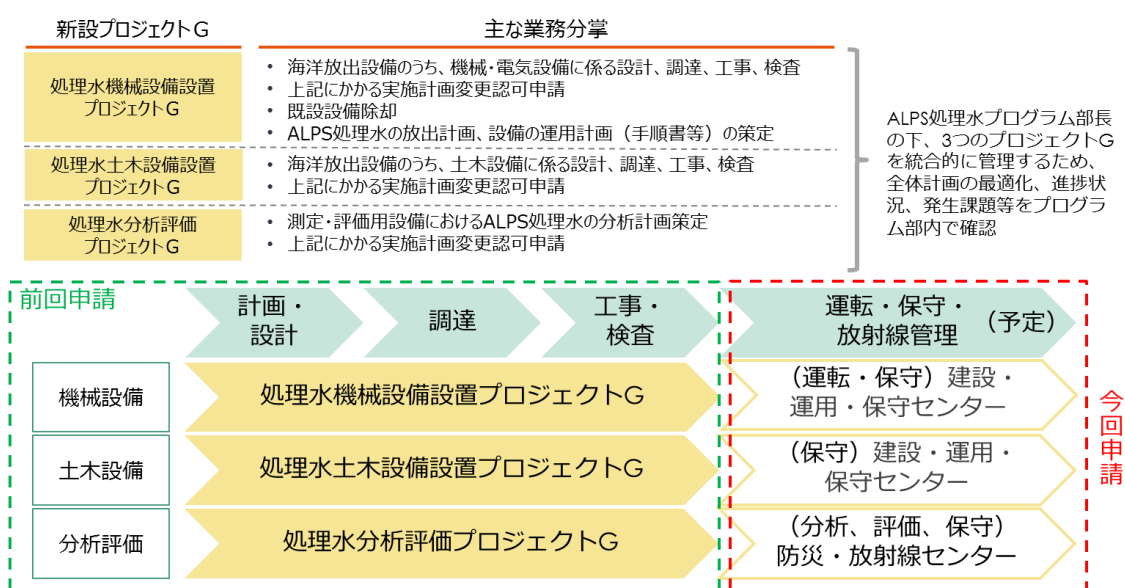 新設プロジェクトG
主な業務分掌
処理水機械設備設置
プロジェクトG
• 海洋放出設備のうち、機械・電気設備に係る設計、調達、工事、検査
• 上記にかかる実施計画変更認可申請
• 既設設備除却
• ALPS処理水の放出計画、設備の運用計画（手順書等）の策定
処理水土木設備設置
プロジェクトG
• 海洋放出設備のうち、土木設備に係る設計、調達、工事、検査
• 上記にかかる実施計画変更認可申請
処理水分析評価
プロジェクトG
• 測定・評価用設備におけるALPS処理水の分析計画策定
• 上記にかかる実施計画変更認可申請
ALPS処理水プログラム部長
の下、3つのプロジェクトG
を統合的に管理するため、
全体計画の最適化、進捗状
況、発生課題等をプログラ
ム部内で確認
前回申請
計画・
設計
調達
工事・
検査
運転・保守・
放射線管理
（予定）
機械設備
処理水機械設備設置プロジェクトG
（運転・保守）建設・
運用・保守センター
土木設備
処理水土木設備設置プロジェクトG
（保守）建設・運用・
保守センター
分析評価
処理水分析評価プロジェクトG
（分析、評価、保守）
防災・放射線センター
今回申請